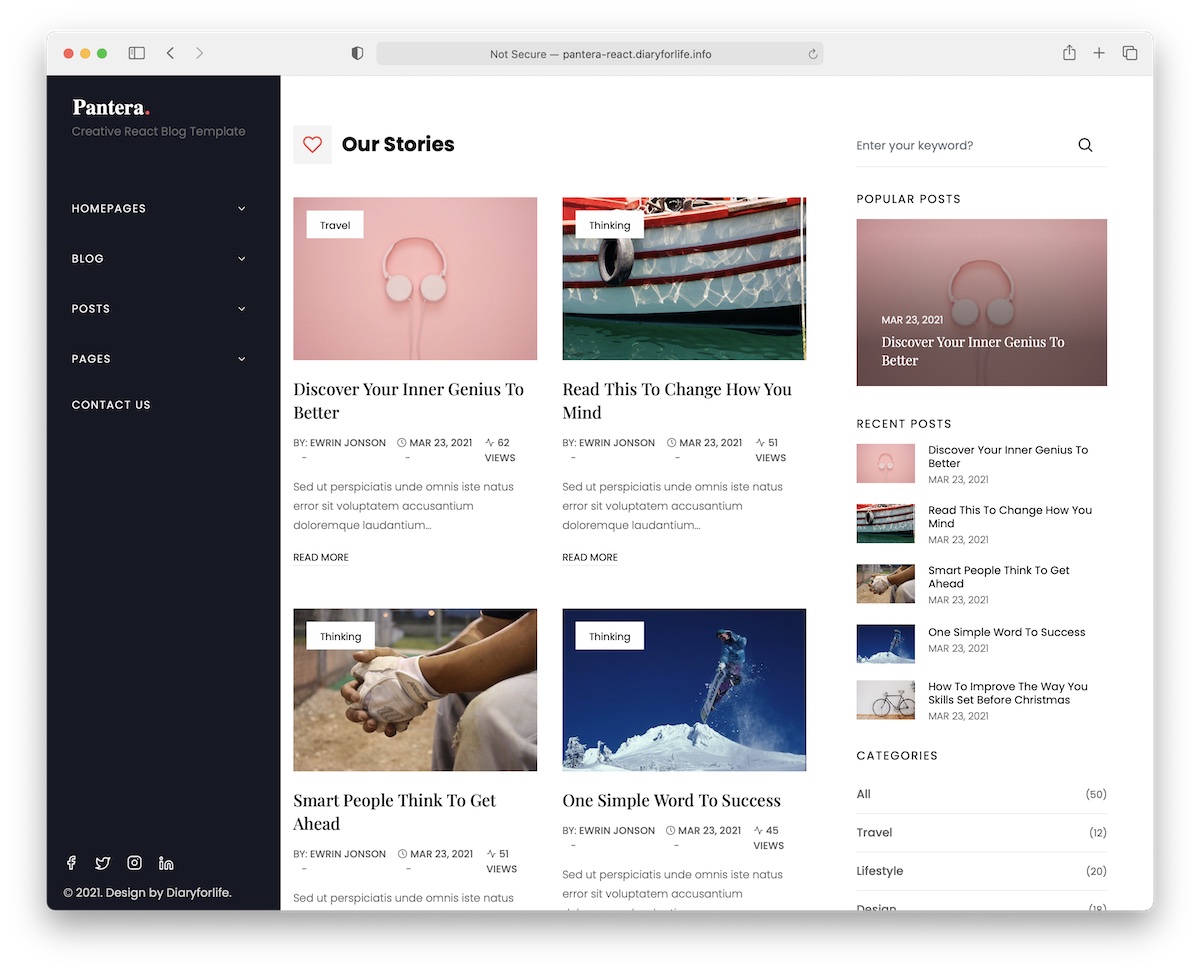 Not Secure — pantera-react.diaryforlife.info
Pantera.
Creative React Blog Template
HOMEPAGES
BLOG
POSTS
PAGES
CONTACT US
© 2021. Design by Diaryforlife.
Our Stories
Travel
Discover Your Inner Genius To
Better
BY: EWRIN JONSON MAR 23, 2021 62
- - VIEWS
Sed ut perspiciatis unde omnis iste natus
error sit voluptatem accusantium
doloremque laudantium...
READ MORE
Thinking
Read This To Change How You
Mind
BY: EWRIN JONSON MAR 23, 2021 51
- - VIEWS
Sed ut perspiciatis unde omnis iste natus
error sit voluptatem accusantium
doloremque laudantium...
READ MORE
Thinking
Smart People Think To Get
Ahead
BY: EWRIN JONSON MAR 23, 2021 51
- - VIEWS
Sed ut perspiciatis unde omnis iste natus
Thinking
One Simple Word To Success
BY: EWRIN JONSON MAR 23, 2021 45
- - VIEWS
Sed ut perspiciatis unde omnis iste natus
error sit voluptatem accusantium
Enter your keyword?
POPULAR POSTS
MAR 23, 2021
Discover Your Inner Genius To
Better
RECENT POSTS
Discover Your Inner Genius To
Better
MAR 23, 2021
Read This To Change How You
Mind
MAR 23, 2021
Smart People Think To Get
Ahead
MAR 23, 2021
One Simple Word To Success
MAR 23, 2021
How To Improve The Way You
Skills Set Before Christmas
MAR 23, 2021
CATEGORIES
All (50)
Travel (12)
Lifestyle (20)
Design (18)